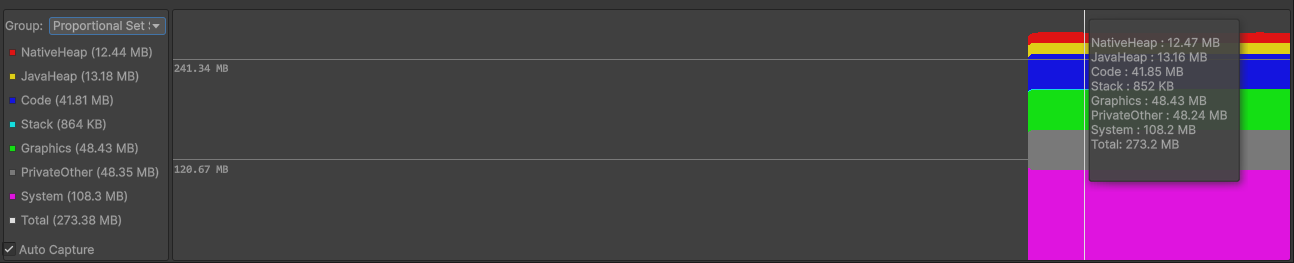 Group: Proportional Set
NativeHeap (12.44 MB)
JavaHeap (13.18 MB)
Code (41.81 MB)
Stack (864 KB)
Graphics (48.43 MB)
PrivateOther (48.35 MB)
System (108.3 MB)
Total (273.38 MB)
Auto Capture
241.34 MB
120.67 MB
NativeHeap : 12.47 MB
JavaHeap : 13.16 MB
Code : 41.85 MB
Stack : 852 KB
Graphics : 48.43 MB
PrivateOther : 48.24 MB
System : 108.2 MB
Total: 273.2 MB